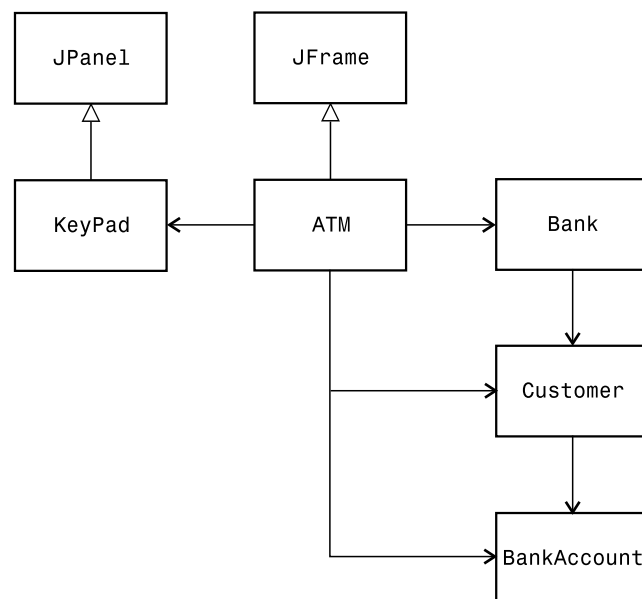 JPanel
JFrame
KeyPad
ATM
Bank
Customer
BankAccount